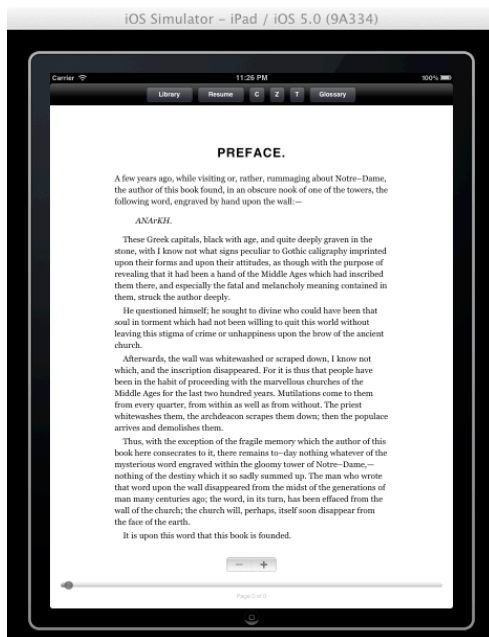 iOS Simulator – iPad / iOS 5.0 (9A334)
Carrier 11:26 PM 100%
Library Resume C Z T Glossary
PREFACE.
A few years ago, while visiting or, rather, rummaging about Notre–Dame,
the author of this book found, in an obscure nook of one of the towers, the
following word, engraved by hand upon the wall:—
ANArKH.
These Greek capitals, black with age, and quite deeply graven in the
stone, with I know not what signs peculiar to Gothic caligraphy imprinted
upon their forms and upon their attitudes, as though with the purpose of
revealing that it had been a hand of the Middle Ages which had inscribed
them there, and especially the fatal and melancholy meaning contained in
them, struck the author deeply.
He questioned himself; he sought to divine who could have been that
soul in torment which had not been willing to quit this world without
leaving this stigma of crime or unhappiness upon the brow of the ancient
church.
Afterwards, the wall was whitewashed or scraped down, I know not
which, and the inscription disappeared. For it is thus that people have
been in the habit of proceeding with the marvellous churches of the
Middle Ages for the last two hundred years. Mutilations come to them
from every quarter, from within as well as from without. The priest
whitewashes them, the archdeacon scrapes them down; then the populace
arrives and demolishes them.
Thus, with the exception of the fragile memory which the author of this
book here consecrates to it, there remains to–day nothing whatever of the
mysterious word engraved within the gloomy tower of Notre–Dame,—
nothing of the destiny which it so sadly summed up. The man who wrote
that word upon the wall disappeared from the midst of the generations of
man many centuries ago; the word, in its turn, has been effaced from the
wall of the church; the church will, perhaps, itself soon disappear from
the face of the earth.
It is upon this word that this book is founded.
− +
Page 0 of 0